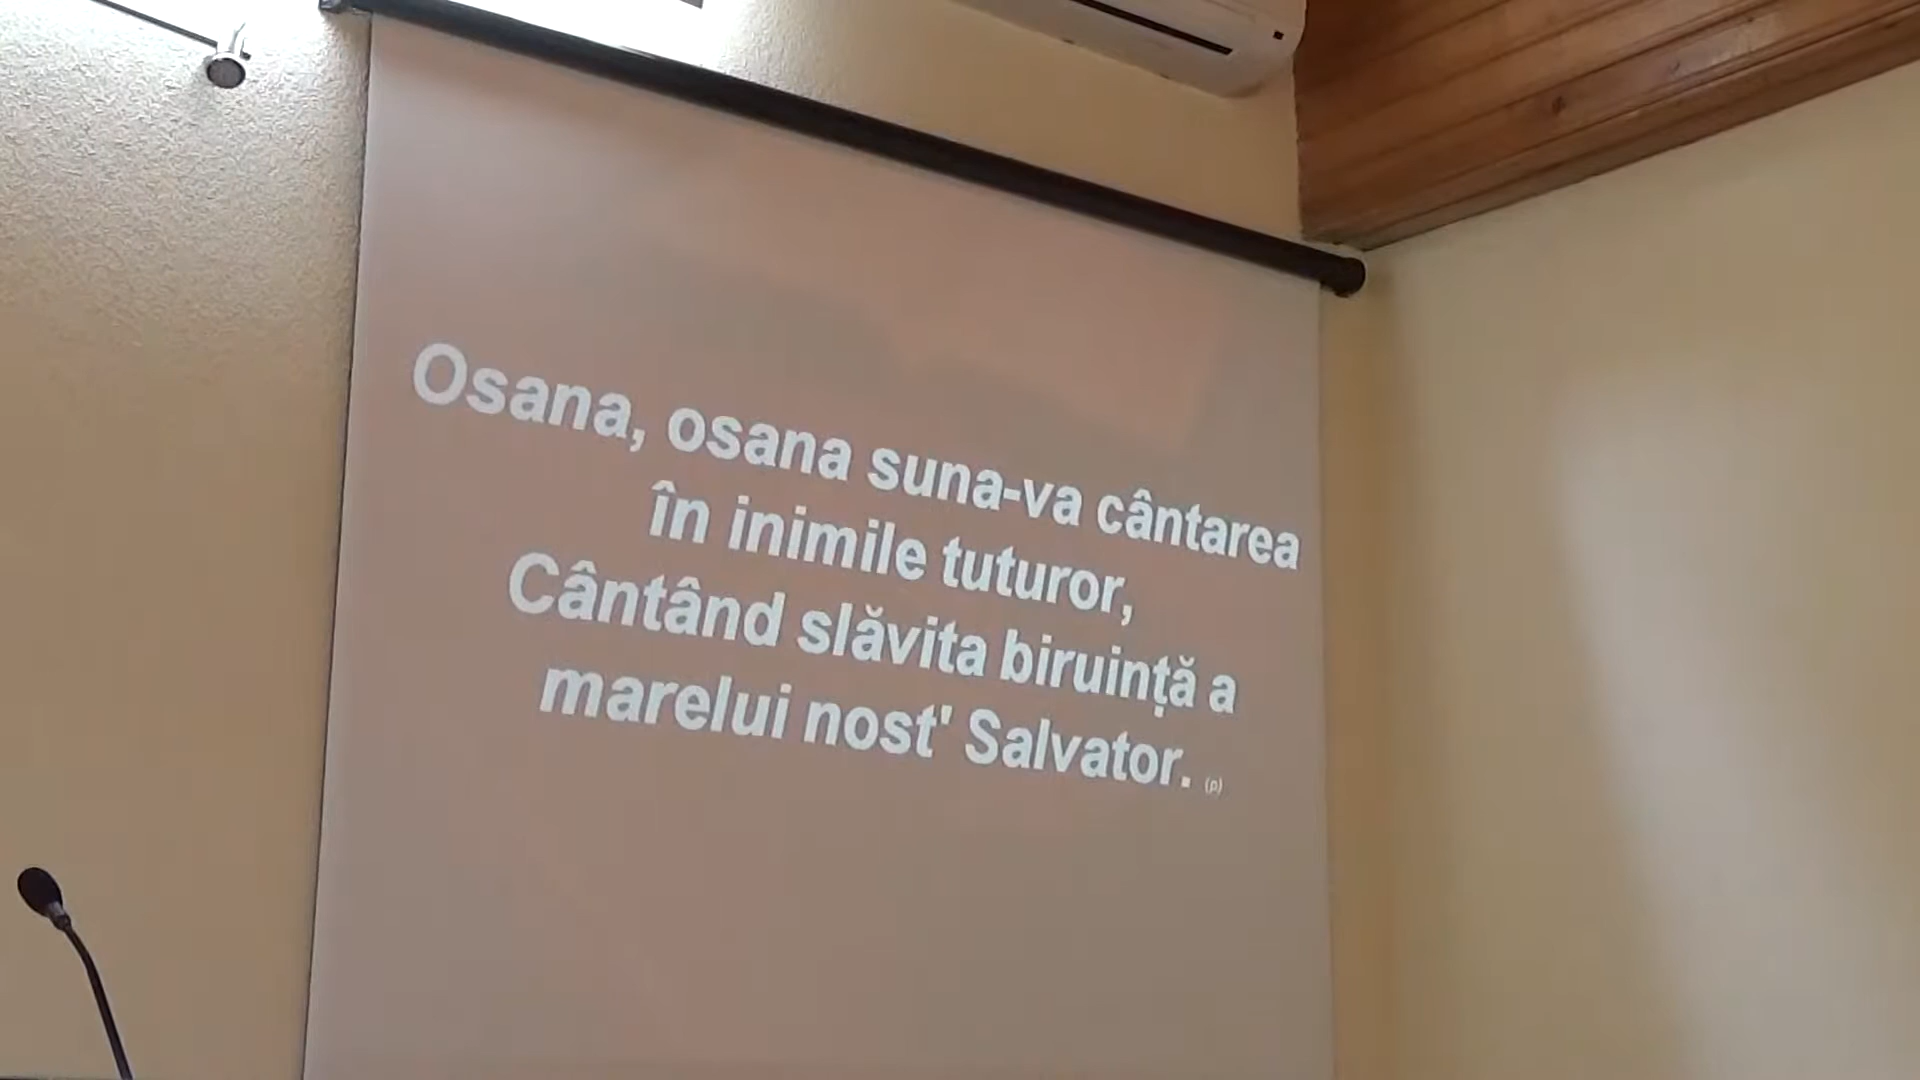 Osana, osana suna-va cântarea
în inimile tuturor,
Cântând slăvita biruință a
marelui nost' Salvator. (p)